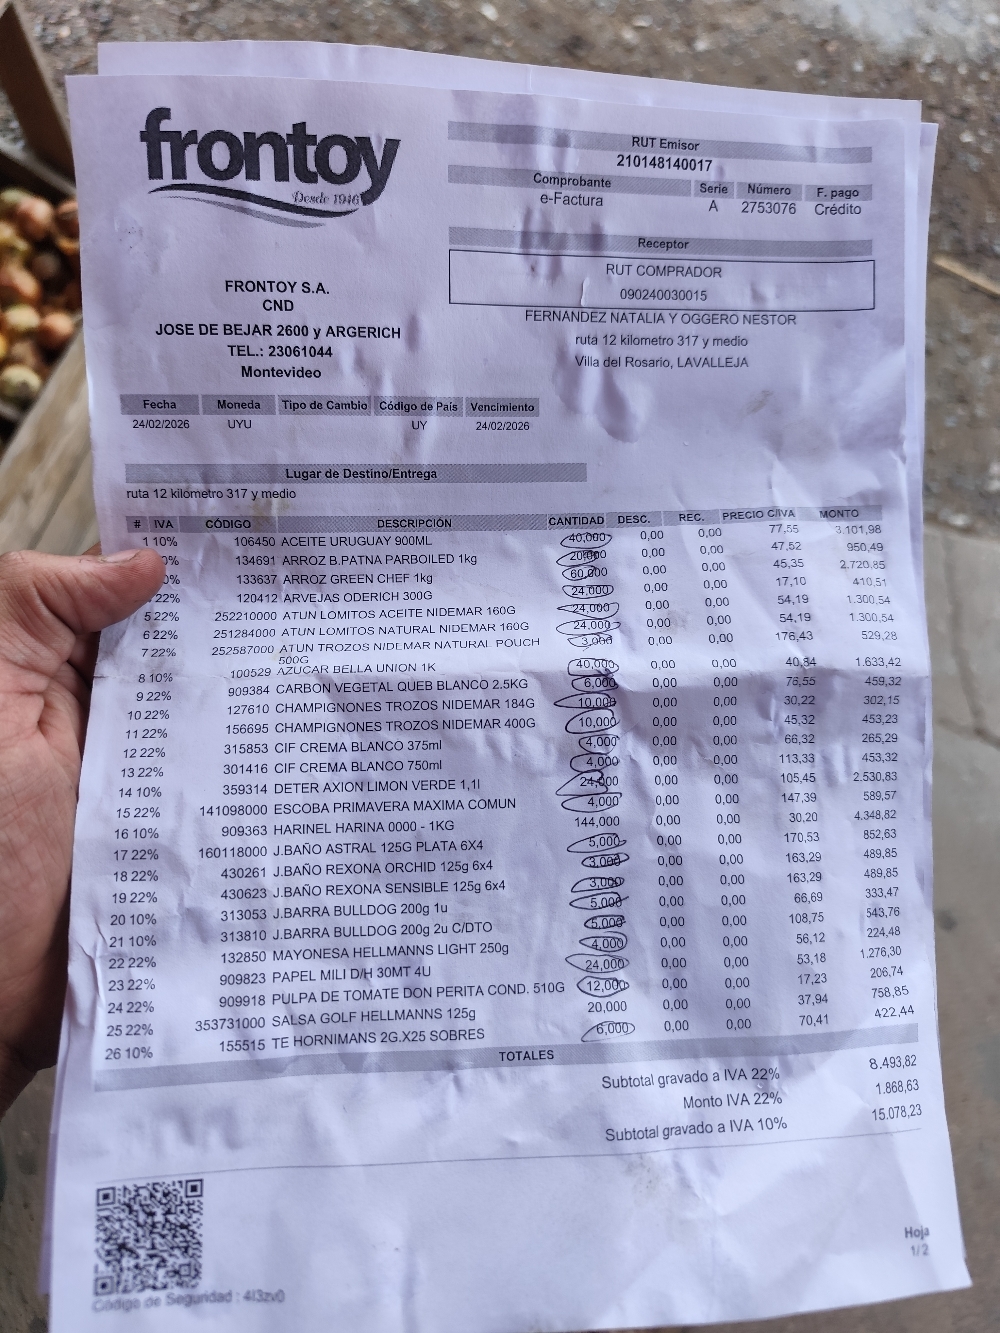 frontoy
Desde 1946
RUT Emisor
210148140017
Comprobante Serie Número F. pago
e-Factura A 2753076 Crédito
Receptor
RUT COMPRADOR
090240030015
FERNANDEZ NATALIA Y OGGERO NESTOR
ruta 12 kilometro 317 y medio
Villa del Rosario, LAVALLEJA
FRONTOY S.A.
CND
JOSE DE BEJAR 2600 y ARGERICH
TEL.: 23061044
Montevideo
Fecha Moneda Tipo de Cambio Código de País Vencimiento
24/02/2026 UYU UY 24/02/2026
Lugar de Destino/Entrega
ruta 12 kilometro 317 y medio
# IVA CÓDIGO DESCRIPCIÓN CANTIDAD DESC. REC. PRECIO C/IVA MONTO
1 10% 106450 ACEITE URUGUAY 900ML 40,000 0,00 0,00 77,55 3.101,98
0% 134691 ARROZ B.PATNA PARBOILED 1kg 20,000 0,00 0,00 47,52 950,49
0% 133637 ARROZ GREEN CHEF 1kg 60,000 0,00 0,00 45,35 2.720,85
22% 120412 ARVEJAS ODERICH 300G 24,000 0,00 0,00 17,10 410,51
5 22% 252210000 ATUN LOMITOS ACEITE NIDEMAR 160G 24,000 0,00 0,00 54,19 1.300,54
6 22% 251284000 ATUN LOMITOS NATURAL NIDEMAR 160G 24,000 0,00 0,00 54,19 1.300,54
7 22% 252587000 ATUN TROZOS NIDEMAR NATURAL POUCH 500G 3,000 0,00 0,00 176,43 529,28
8 10% 100529 AZUCAR BELLA UNION 1K 40,000 0,00 0,00 40,84 1.633,42
9 22% 909384 CARBON VEGETAL QUEB BLANCO 2.5KG 6,000 0,00 0,00 76,55 459,32
10 22% 127610 CHAMPIGNONES TROZOS NIDEMAR 184G 10,000 0,00 0,00 30,22 302,15
11 22% 156695 CHAMPIGNONES TROZOS NIDEMAR 400G 10,000 0,00 0,00 45,32 453,23
12 22% 315853 CIF CREMA BLANCO 375ml 4,000 0,00 0,00 66,32 265,29
13 22% 301416 CIF CREMA BLANCO 750ml 4,000 0,00 0,00 113,33 453,32
14 10% 359314 DETER AXION LIMON VERDE 1,1l 24,000 0,00 0,00 105,45 2.530,83
15 22% 141098000 ESCOBA PRIMAVERA MAXIMA COMUN 4,000 0,00 0,00 147,39 589,57
16 10% 909363 HARINEL HARINA 0000 - 1KG 144,000 0,00 0,00 30,20 4.348,82
17 22% 160118000 J.BAÑO ASTRAL 125G PLATA 6X4 5,000 0,00 0,00 170,53 852,63
18 22% 430261 J.BAÑO REXONA ORCHID 125g 6x4 3,000 0,00 0,00 163,29 489,85
19 22% 430623 J.BAÑO REXONA SENSIBLE 125g 6x4 3,000 0,00 0,00 163,29 489,85
20 10% 313053 J.BARRA BULLDOG 200g 1u 5,000 0,00 0,00 66,69 333,47
21 10% 313810 J.BARRA BULLDOG 200g 2u C/DTO 5,000 0,00 0,00 108,75 543,76
22 22% 132850 MAYONESA HELLMANNS LIGHT 250g 4,000 0,00 0,00 56,12 224,48
23 22% 909823 PAPEL MILI D/H 30MT 4U 24,000 0,00 0,00 53,18 1.276,30
24 22% 909918 PULPA DE TOMATE DON PERITA COND. 510G 12,000 0,00 0,00 17,23 206,74
25 22% 353731000 SALSA GOLF HELLMANNS 125g 20,000 0,00 0,00 37,94 758,85
26 10% 155515 TE HORNIMANS 2G.X25 SOBRES 6,000 0,00 0,00 70,41 422,44
TOTALES
Subtotal gravado a IVA 22% 8.493,82
Monto IVA 22% 1.868,63
Subtotal gravado a IVA 10% 15.078,23
Hoja
1/2
Código de Seguridad : 4l3zv0